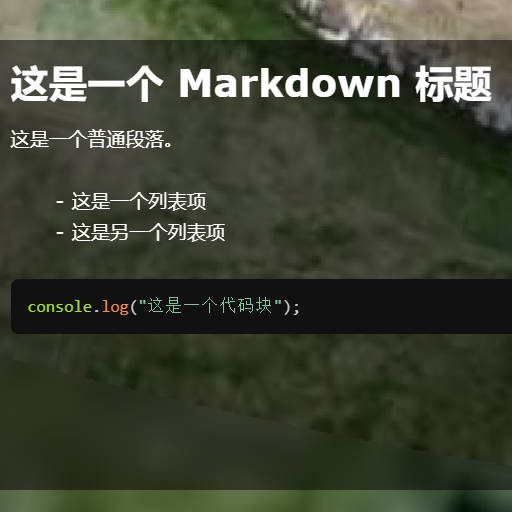 这是一个 Markdown 标题
这是一个普通段落。
- 这是一个列表项
- 这是另一个列表项
console.log("这是一个代码块");